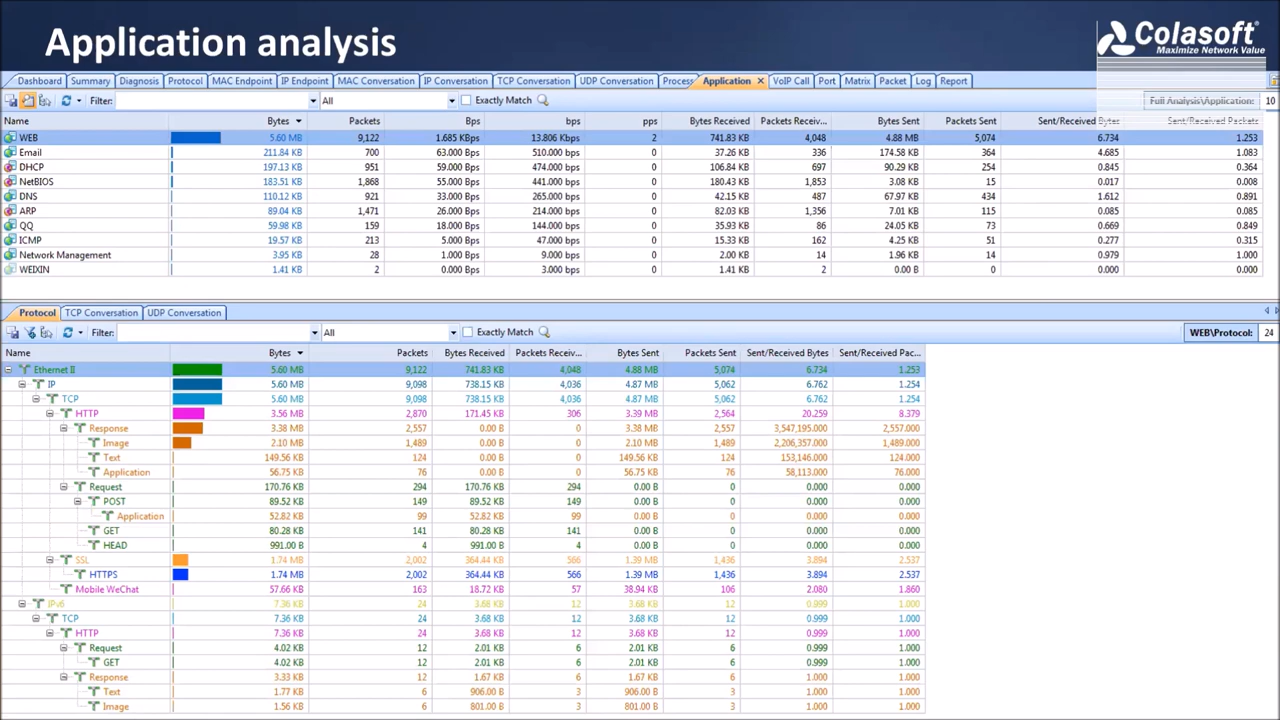 Application analysis
Colasoft
Maximize Network Value
Dashboard Summary Diagnosis Protocol MAC Endpoint IP Endpoint MAC Conversation IP Conversation TCP Conversation UDP Conversation Process Application VoIP Call Port Matrix Packet Log Report
Filter: All Exactly Match Full Analysis\Application: 10
Name Bytes Packets Bps bps pps Bytes Received Packets Receiv... Bytes Sent Packets Sent Sent/Received Bytes Sent/Received Packets
WEB 5.60 MB 9,122 1.685 KBps 13.806 Kbps 2 741.83 KB 4,048 4.88 MB 5,074 6.734 1.253
Email 211.84 KB 700 63.000 Bps 510.000 bps 0 37.26 KB 336 174.58 KB 364 4.685 1.083
DHCP 197.13 KB 951 59.000 Bps 474.000 bps 0 106.84 KB 697 90.29 KB 254 0.845 0.364
NetBIOS 183.51 KB 1,868 55.000 Bps 441.000 bps 0 180.43 KB 1,853 3.08 KB 15 0.017 0.008
DNS 110.12 KB 921 33.000 Bps 265.000 bps 0 42.15 KB 487 67.97 KB 434 1.612 0.891
ARP 89.04 KB 1,471 26.000 Bps 214.000 bps 0 82.03 KB 1,356 7.01 KB 115 0.085 0.085
QQ 59.98 KB 159 18.000 Bps 144.000 bps 0 35.93 KB 86 24.05 KB 73 0.669 0.849
ICMP 19.57 KB 213 5.000 Bps 47.000 bps 0 15.33 KB 162 4.25 KB 51 0.277 0.315
Network Management 3.95 KB 28 1.000 Bps 9.000 bps 0 2.00 KB 14 1.96 KB 14 0.979 1.000
WEIXIN 1.41 KB 2 0.000 Bps 3.000 bps 0 1.41 KB 2 0.00 B 0 0.000 0.000
Protocol TCP Conversation UDP Conversation
Filter: All Exactly Match WEB\Protocol: 24
Name Bytes Packets Bytes Received Packets Receiv... Bytes Sent Packets Sent Sent/Received Bytes Sent/Received Pac...
Ethernet II 5.60 MB 9,122 741.83 KB 4,048 4.88 MB 5,074 6.734 1.253
IP 5.60 MB 9,098 738.15 KB 4,036 4.87 MB 5,062 6.762 1.254
TCP 5.60 MB 9,098 738.15 KB 4,036 4.87 MB 5,062 6.762 1.254
HTTP 3.56 MB 2,870 171.45 KB 306 3.39 MB 2,564 20.259 8.379
Response 3.38 MB 2,557 0.00 B 0 3.38 MB 2,557 3,547,195.000 2,557.000
Image 2.10 MB 1,489 0.00 B 0 2.10 MB 1,489 2,206,357.000 1,489.000
Text 149.56 KB 124 0.00 B 0 149.56 KB 124 153,146.000 124.000
Application 56.75 KB 76 0.00 B 0 56.75 KB 76 58,113.000 76.000
Request 170.76 KB 294 170.76 KB 294 0.00 B 0 0.000 0.000
POST 89.52 KB 149 89.52 KB 149 0.00 B 0 0.000 0.000
Application 52.82 KB 99 52.82 KB 99 0.00 B 0 0.000 0.000
GET 80.28 KB 141 80.28 KB 141 0.00 B 0 0.000 0.000
HEAD 991.00 B 4 991.00 B 4 0.00 B 0 0.000 0.000
SSL 1.74 MB 2,002 364.44 KB 566 1.39 MB 1,436 3.894 2.537
HTTPS 1.74 MB 2,002 364.44 KB 566 1.39 MB 1,436 3.894 2.537
Mobile WeChat 57.66 KB 163 18.72 KB 57 38.94 KB 106 2.080 1.860
IPv6 7.36 KB 24 3.68 KB 12 3.68 KB 12 0.999 1.000
TCP 7.36 KB 24 3.68 KB 12 3.68 KB 12 0.999 1.000
HTTP 7.36 KB 24 3.68 KB 12 3.68 KB 12 0.999 1.000
Request 4.02 KB 12 2.01 KB 6 2.01 KB 6 0.999 1.000
GET 4.02 KB 12 2.01 KB 6 2.01 KB 6 0.999 1.000
Response 3.33 KB 12 1.67 KB 6 1.67 KB 6 1.000 1.000
Text 1.77 KB 6 906.00 B 3 906.00 B 3 1.000 1.000
Image 1.56 KB 6 801.00 B 3 801.00 B 3 1.000 1.000